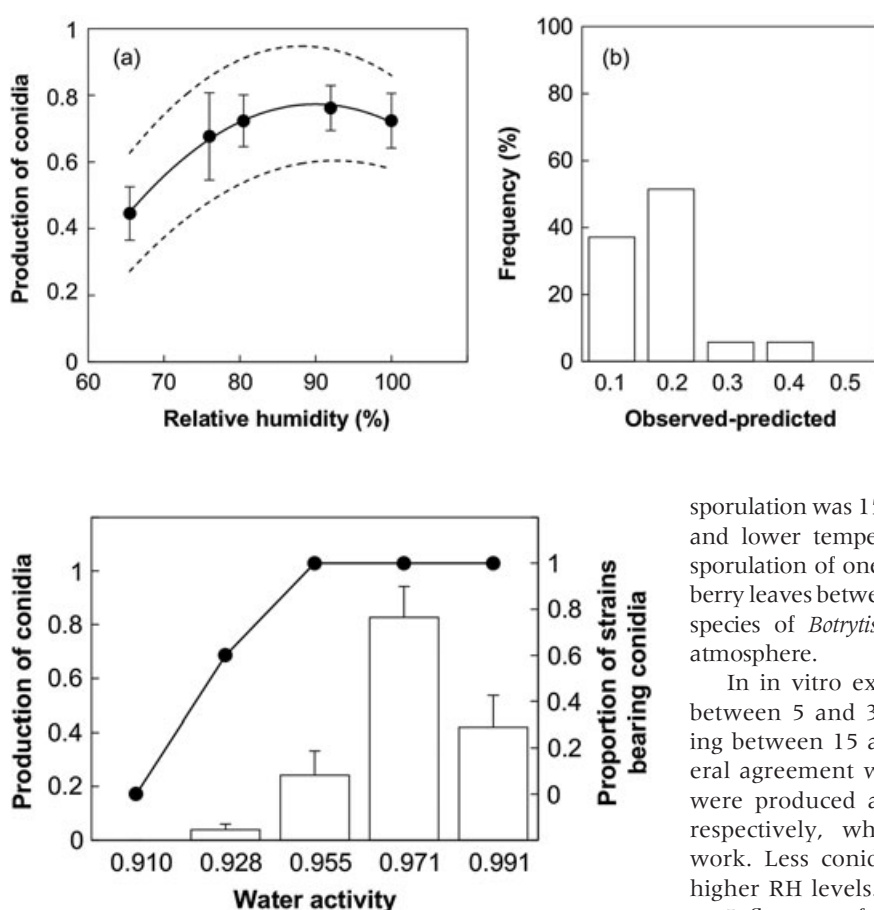 (a)
Production of conidia
1
0.8
0.6
0.4
0.2
0
60 70 80 90 100
Relative humidity (%)
(b)
Frequency (%)
100
80
60
40
20
0
0.1 0.2 0.3 0.4 0.5
Observed-predicted
Production of conidia
1
0.8
0.6
0.4
0.2
0
Proportion of strains
bearing conidia
1
0.8
0.6
0.4
0.2
0
0.910 0.928 0.955 0.971 0.991
Water activity
sporulation was 15
and lower tempe
sporulation of one
berry leaves betwe
species of Botrytis
atmosphere.
In in vitro ex
between 5 and 3
ing between 15 a
eral agreement w
were produced a
respectively, wh
work. Less conid
higher RH levels.